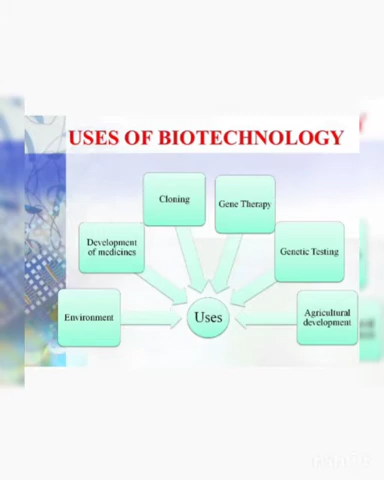 USES OF BIOTECHNOLOGY
Cloning
Gene Therapy
Development
of medicines
Genetic Testing
Environment
Uses
Agricultural
development